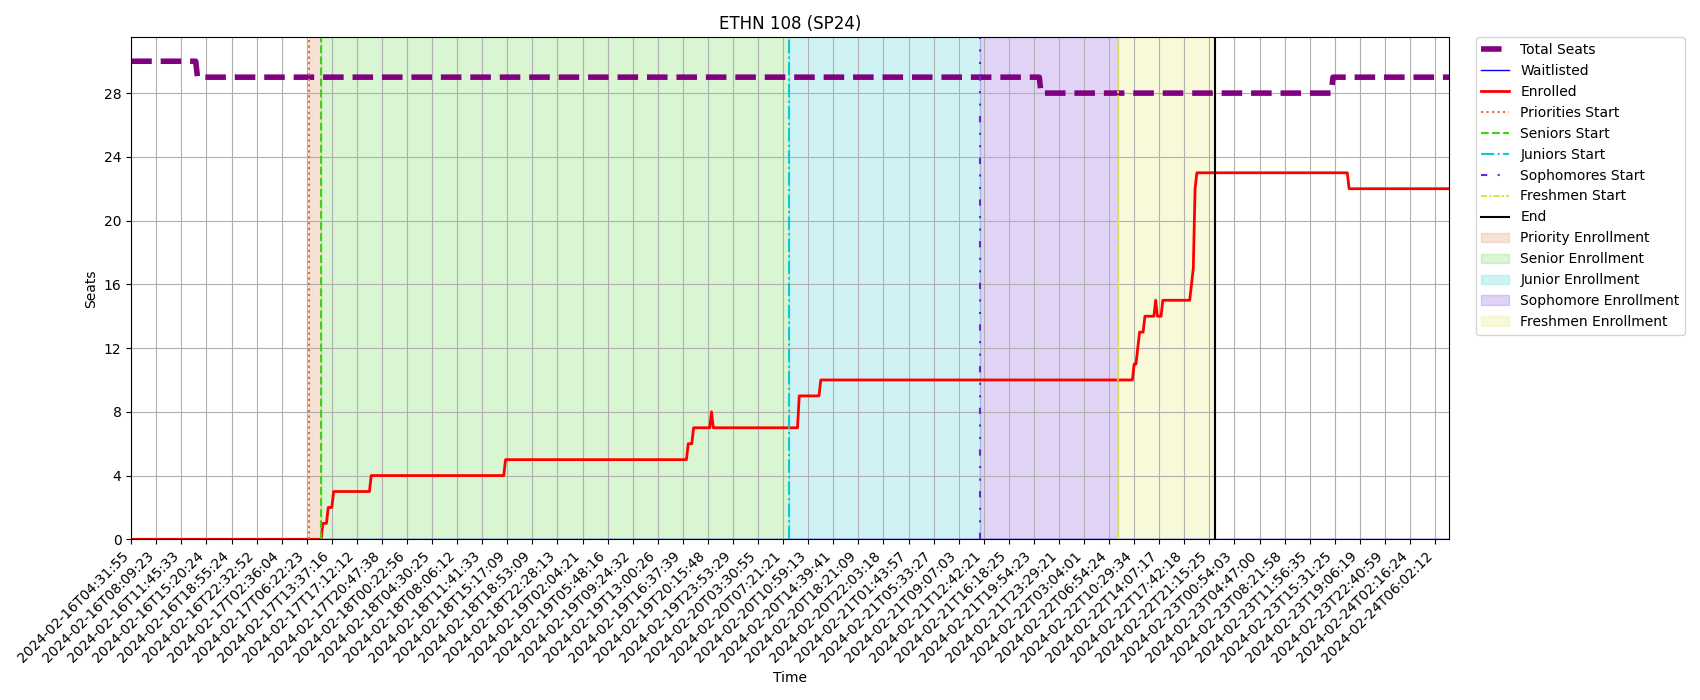 ETHN 108 (SP24)
Seats
28
24
20
16
12
8
4
0
2024-02-16T04:31:55
2024-02-16T08:09:23
2024-02-16T11:45:33
2024-02-16T15:20:24
2024-02-16T18:55:24
2024-02-16T22:32:52
2024-02-17T02:36:04
2024-02-17T06:22:23
2024-02-17T13:37:16
2024-02-17T17:12:12
2024-02-17T20:47:38
2024-02-18T00:22:56
2024-02-18T04:30:25
2024-02-18T08:06:12
2024-02-18T11:41:33
2024-02-18T15:17:09
2024-02-18T18:53:09
2024-02-18T22:28:13
2024-02-19T02:04:21
2024-02-19T05:48:16
2024-02-19T09:24:32
2024-02-19T13:00:26
2024-02-19T16:37:39
2024-02-19T20:15:48
2024-02-19T23:53:29
2024-02-20T03:30:55
2024-02-20T07:21:21
2024-02-20T10:59:13
2024-02-20T14:39:41
2024-02-20T18:21:09
2024-02-20T22:03:18
2024-02-21T01:43:57
2024-02-21T05:33:27
2024-02-21T09:07:03
2024-02-21T12:42:21
2024-02-21T16:18:25
2024-02-21T19:54:23
2024-02-21T23:29:21
2024-02-22T03:04:01
2024-02-22T06:54:24
2024-02-22T10:29:34
2024-02-22T14:07:17
2024-02-22T17:42:18
2024-02-22T21:15:25
2024-02-23T00:54:03
2024-02-23T04:47:00
2024-02-23T08:21:58
2024-02-23T11:56:35
2024-02-23T15:31:25
2024-02-23T19:06:19
2024-02-23T22:40:59
2024-02-24T02:16:24
2024-02-24T06:02:12
Time
Total Seats
Waitlisted
Enrolled
Priorities Start
Seniors Start
Juniors Start
Sophomores Start
Freshmen Start
End
Priority Enrollment
Senior Enrollment
Junior Enrollment
Sophomore Enrollment
Freshmen Enrollment